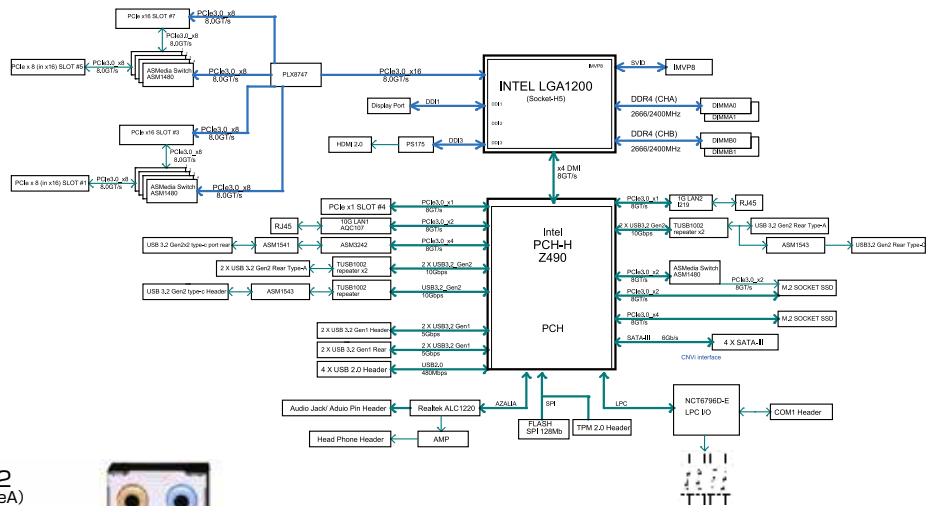 PCIe x16 SLOT #7
PCIe3.0_x8
8.0GT/s
PCIe3.0_x8
8.0GT/s
PCIe x 8 (in x16) SLOT #5
PCIe3.0_x8
8.0GT/s
ASMedia Switch
ASM1480
PCIe3.0_x8
8.0GT/s
PLX8747
PCIe3.0_x16
8.0GT/s
PCIe x16 SLOT #3
PCIe3.0_x8
8.0GT/s
PCIe3.0_x8
8.0GT/s
PCIe x 8 (in x16) SLOT #1
PCIe3.0_x8
8.0GT/s
ASMedia Switch
ASM1480
PCIe3.0_x8
8.0GT/s
IMVP8
INTEL LGA1200
(Socket-H5)
DDI1
DDI2
DDI3
SVID
IMVP8
Display Port
DDI1
HDMI 2.0
PS175
DDI3
DDR4 (CHA)
2666/2400MHz
DIMMA0
DIMMA1
DDR4 (CHB)
2666/2400MHz
DIMMB0
DIMMB1
x4 DMI
8GT/s
Intel
PCH-H
Z490
PCH
PCIe x1 SLOT #4
PCIe3.0_x1
8GT/s
RJ45
10G LAN1
AQC107
PCIe3.0_x2
8GT/s
USB 3.2 Gen2x2 type-c port rear
ASM1541
ASM3242
PCIe3.0_x4
8GT/s
2 X USB 3.2 Gen2 Rear Type-A
TUSB1002
repeater x2
2 X USB3.2_Gen2
10Gbps
USB 3.2 Gen2 type-c Header
ASM1543
TUSB1002
repeater
USB3.2_Gen2
10Gbps
2 X USB3.2 Gen1 Header
2 X USB3.2 Gen1
5Gbps
2 X USB3.2 Gen1 Rear
2 X USB3.2 Gen1
5Gbps
4 X USB 2.0 Header
USB2.0
480Mbps
PCIe3.0_x1
8GT/s
1G LAN2
I219
RJ45
2 X USB3.2 Gen2
10Gbps
TUSB1002
repeater x2
USB 3.2 Gen2 Rear Type-A
ASM1543
USB3.2 Gen2 Rear Type-C
PCIe3.0_x2
8GT/s
ASMedia Switch
ASM1480
PCIe3.0_x2
8GT/s
PCIe3.0_x2
8GT/s
M.2 SOCKET SSD
PCIe3.0_x4
8GT/s
M.2 SOCKET SSD
SATA-III
6Gb/s
4 X SATA-III
CNVi interface
Audio Jack/ Aduio Pin Header
Realtek ALC1220
AZALIA
SPI
LPC
Head Phone Header
AMP
FLASH
SPI 128Mb
TPM 2.0 Header
NCT6796D-E
LPC I/O
COM1 Header
2
eA)